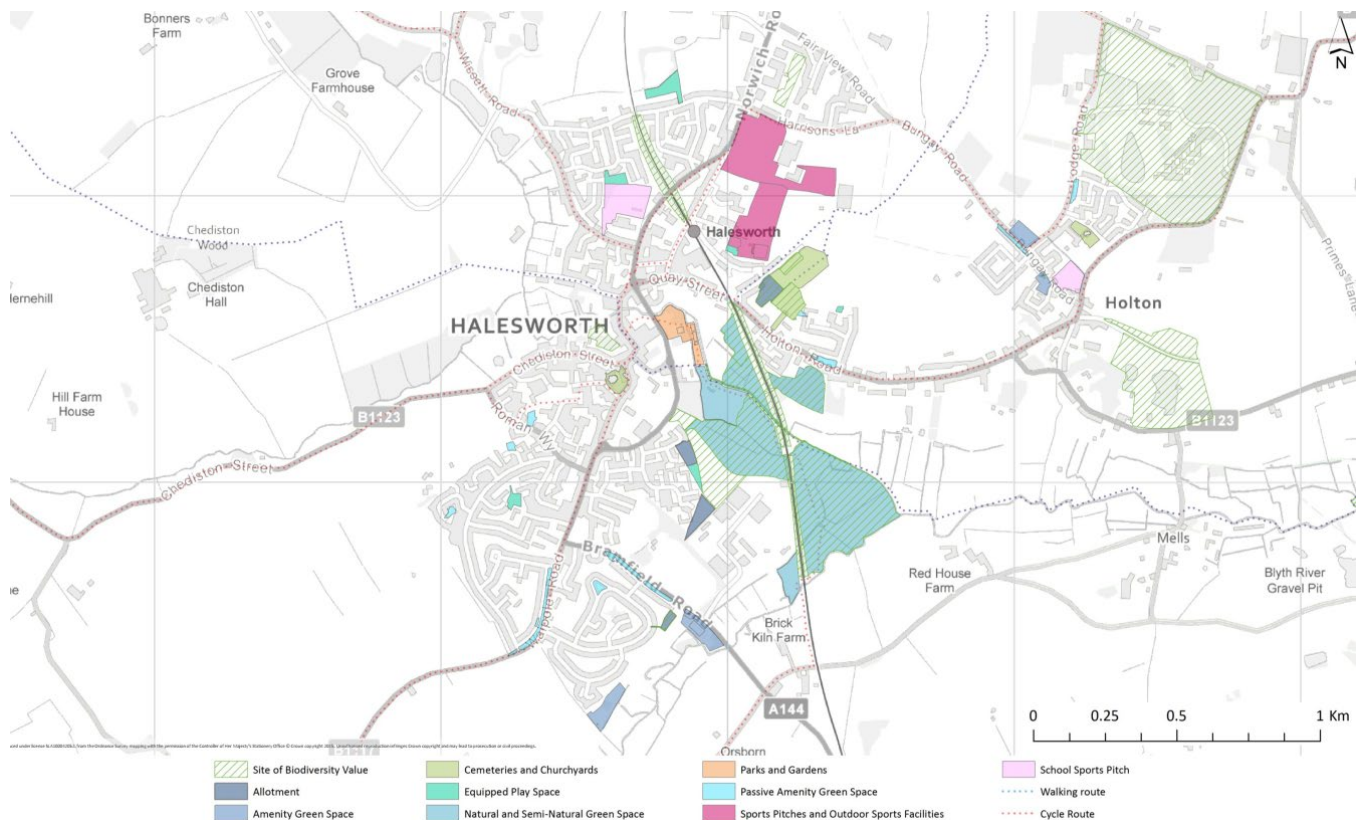 Bonners
Farm
Grove
Farmhouse
Wissett Road
Norwich Ro
Fair View Road
N
Harrisons La
Bungay Road
Lodge Road
Primes Lane
Chediston
Wood
Chediston
Hall
dernehill
Halesworth
Quay Street
HALESWORTH
Holton Road
Bungay Road
Holton
Chediston Street
Hill Farm
House
B1123
Roman Wy
B1123
Chediston Street
Mells
Red House
Farm
Blyth River
Gravel Pit
Bramfield Road
Walpole Road
Brick
Kiln Farm
A144
Orsborn
0 0.25 0.5 1 Km
Site of Biodiversity Value
Allotment
Amenity Green Space
Cemeteries and Churchyards
Equipped Play Space
Natural and Semi-Natural Green Space
Parks and Gardens
Passive Amenity Green Space
Sports Pitches and Outdoor Sports Facilities
School Sports Pitch
Walking route
Cycle Route